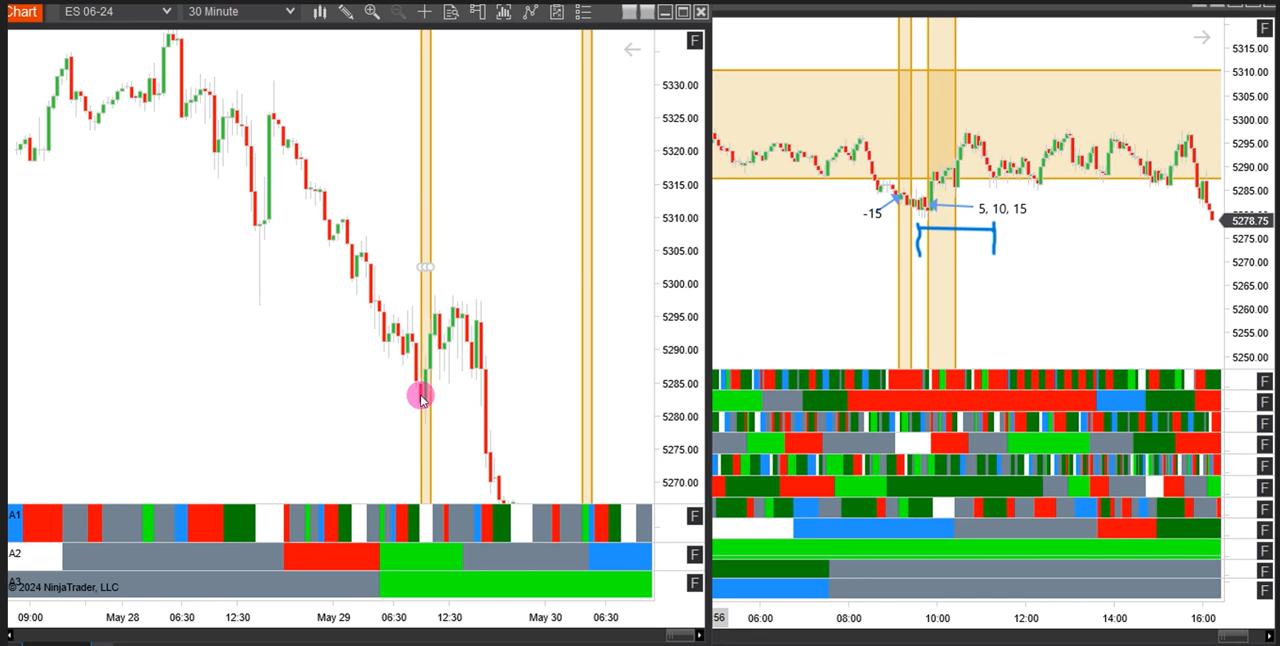 Chart ES 06-24 30 Minute
F
5330.00
5325.00
5320.00
5315.00
5310.00
5305.00
5300.00
5295.00
5290.00
5285.00
5280.00
5275.00
5270.00
A1 F
A2 F
A3 F
© 2024 NinjaTrader, LLC
09:00 May 28 06:30 12:30 May 29 06:30 12:30 May 30 06:30
F
5315.00
5310.00
5305.00
5300.00
5295.00
5290.00
5285.00
5278.75
5275.00
5270.00
5265.00
5260.00
5255.00
5250.00
-15
5, 10, 15
F
F
F
F
F
F
F
F
F
F
F
56 06:00 08:00 10:00 12:00 14:00 16:00